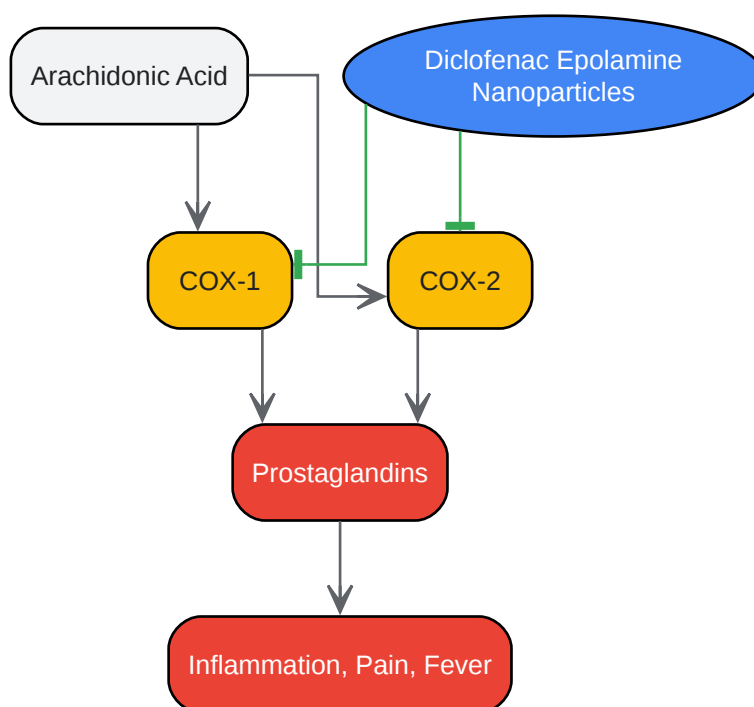 Arachidonic Acid
Diclofenac Epolamine
Nanoparticles
COX-1
COX-2
Prostaglandins
Inflammation, Pain, Fever